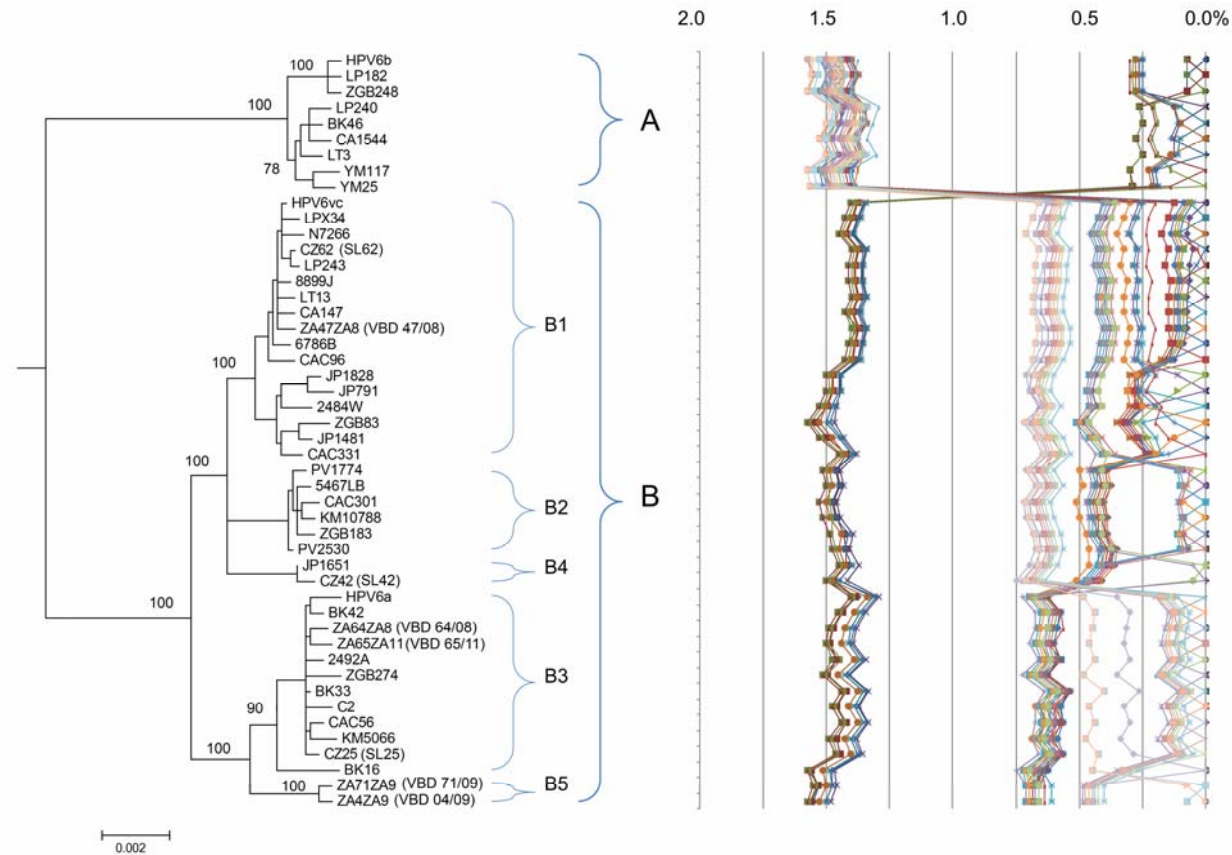 2.0 1.5 1.0 0.5 0.0%
100 HPV6b
LP182
ZGB248
100 LP240
BK46
CA1544
LT3
78 YM117
YM25
A
HPV6vc
LPX34
N7266
CZ62 (SL62)
LP243
8899J
LT13
CA147
ZA47ZA8 (VBD 47/08)
6786B
CAC96
100
JP1828
JP791
2484W
ZGB83
JP1481
CAC331
B1
100
PV1774
5467LB
CAC301
KM10788
ZGB183
PV2530
B2
B
JP1651
CZ42 (SL42)
B4
100
HPV6a
BK42
ZA64ZA8 (VBD 64/08)
ZA65ZA11(VBD 65/11)
2492A
ZGB274
BK33
C2
CAC56
KM5066
CZ25 (SL25)
BK16
B3
90
100
100 ZA71ZA9 (VBD 71/09)
ZA4ZA9 (VBD 04/09)
B5
0.002